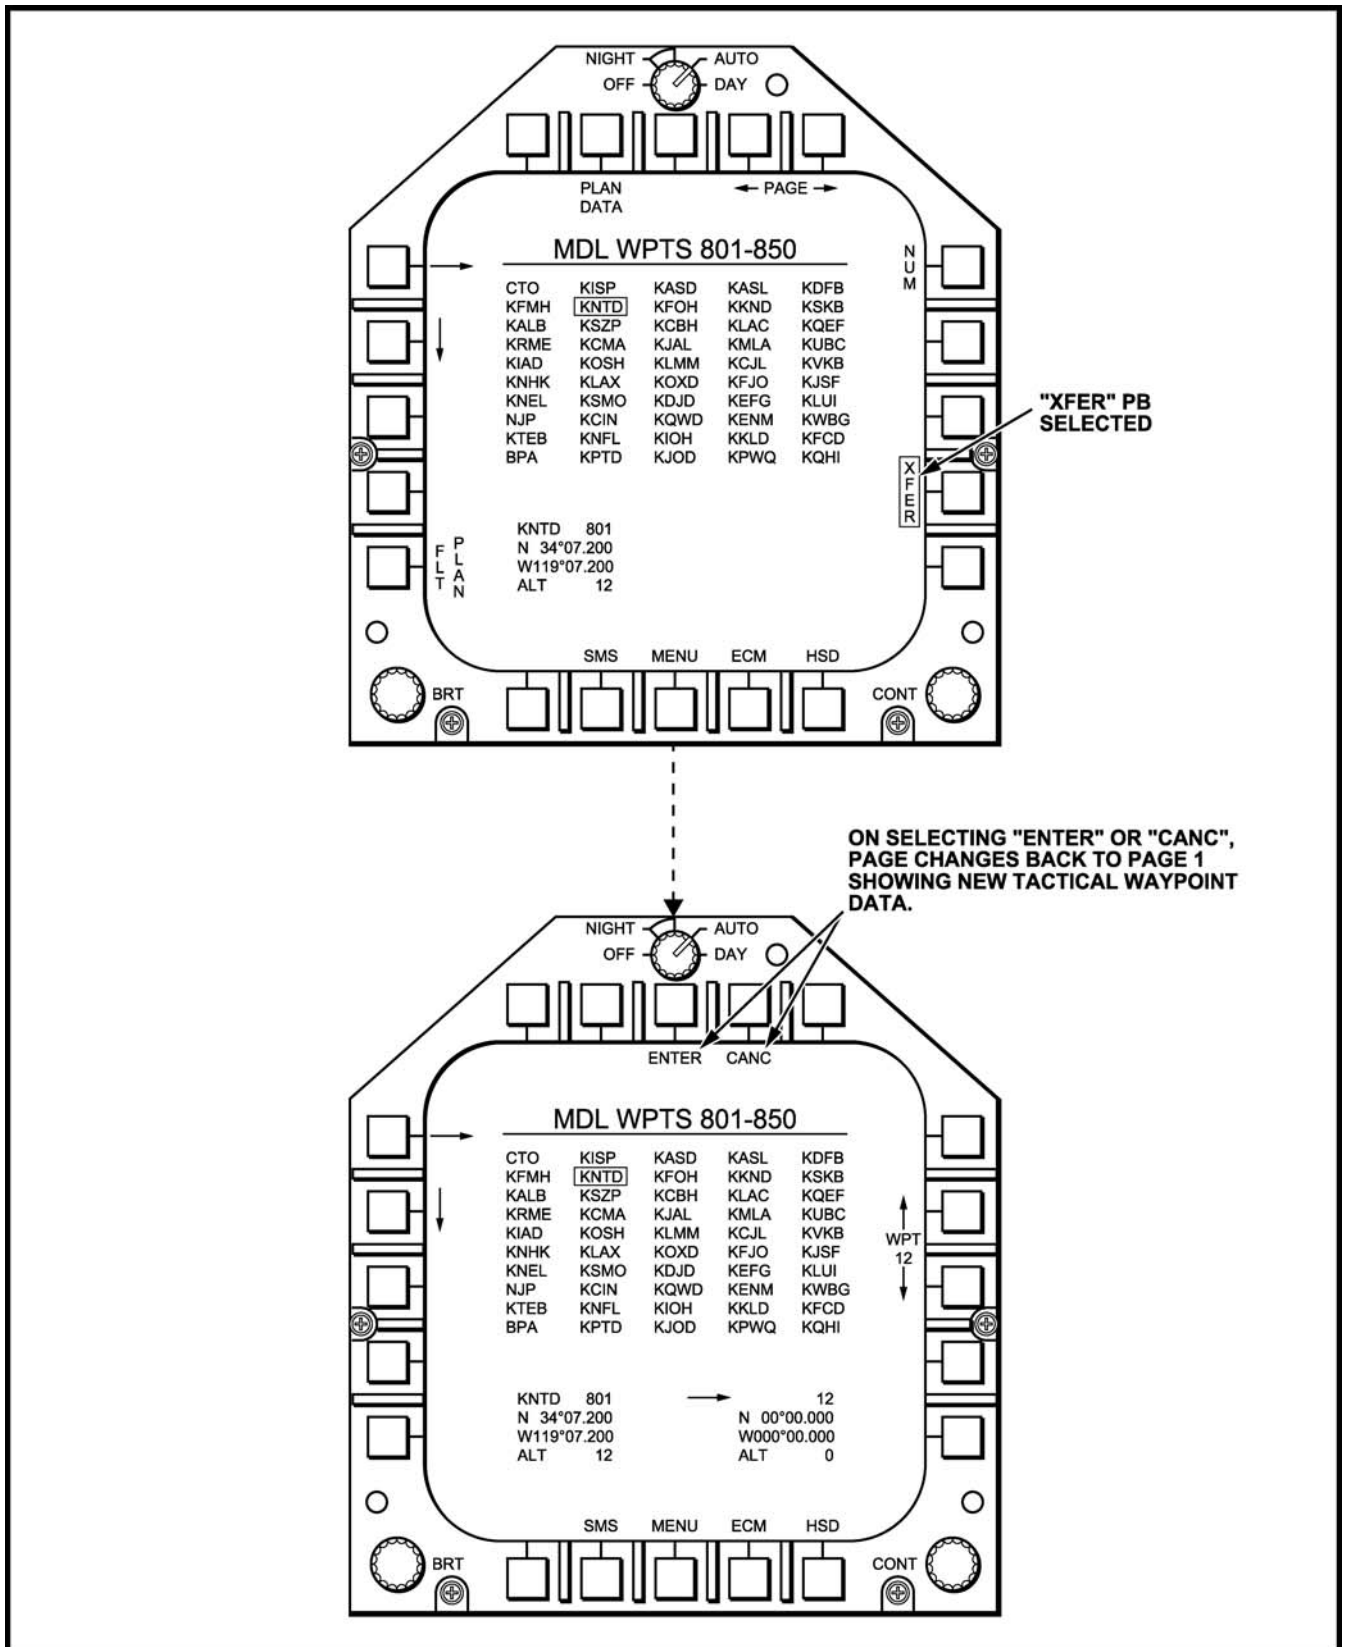 NIGHT AUTO
OFF DAY
PLAN
DATA
PAGE
MDL WPTS 801-850
NUM
CTO KISP KASD KASL KDFB
KFMH KNTD KFOH KKND KSKB
KALB KSZP KCBH KLAC KQEF
KRME KCMA KJAL KMLA KUBC
KIAD KOSH KLMM KCJL KVKB
KNHK KLAX KOXD KFJO KJSF
KNEL KSMO KDJD KEFG KLUI
NJP KCIN KQWD KENM KWBG
KTEB KNFL KIOH KKLD KFCD
BPA KPTD KJOD KPWQ KQHI
"XFER" PB
SELECTED
XFER
FLT
PLAN
KNTD 801
N 34°07.200
W119°07.200
ALT 12
SMS MENU ECM HSD
BRT CONT
ON SELECTING "ENTER" OR "CANC",
PAGE CHANGES BACK TO PAGE 1
SHOWING NEW TACTICAL WAYPOINT
DATA.
NIGHT AUTO
OFF DAY
ENTER CANC
MDL WPTS 801-850
CTO KISP KASD KASL KDFB
KFMH KNTD KFOH KKND KSKB
KALB KSZP KCBH KLAC KQEF
KRME KCMA KJAL KMLA KUBC
KIAD KOSH KLMM KCJL KVKB
KNHK KLAX KOXD KFJO KJSF
KNEL KSMO KDJD KEFG KLUI
NJP KCIN KQWD KENM KWBG
KTEB KNFL KIOH KKLD KFCD
BPA KPTD KJOD KPWQ KQHI
WPT
12
KNTD 801 12
N 34°07.200 N 00°00.000
W119°07.200 W000°00.000
ALT 12 ALT 0
SMS MENU ECM HSD
BRT CONT